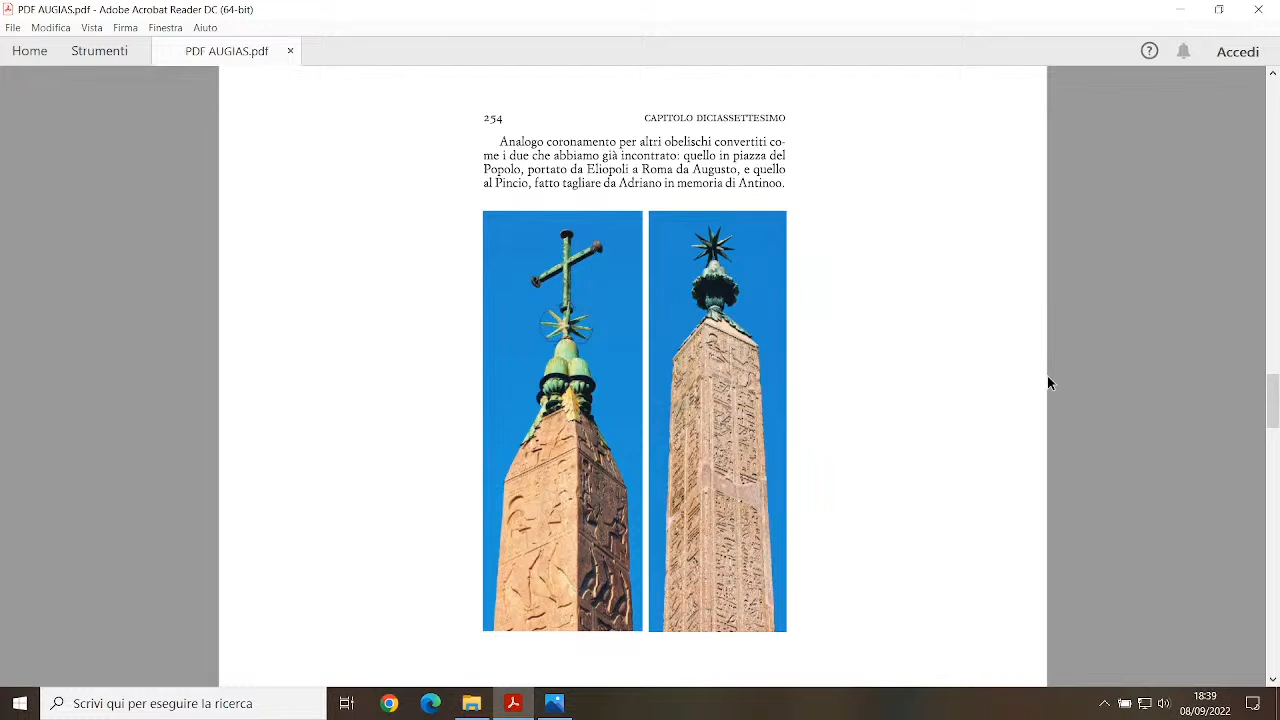 PDF AUGIAS.pdf - Adobe Acrobat Reader DC (64-bit)
File Modifica Vista Firma Finestra Aiuto
Home Strumenti PDF AUGIAS.pdf × ? Accedi
254 CAPITOLO DICIASSETTESIMO
Analogo coronamento per altri obelischi convertiti co-
me i due che abbiamo già incontrato: quello in piazza del
Popolo, portato da Eliopoli a Roma da Augusto, e quello
al Pincio, fatto tagliare da Adriano in memoria di Antinoo.
Scrivi qui per eseguire la ricerca
18:39
08/09/2022